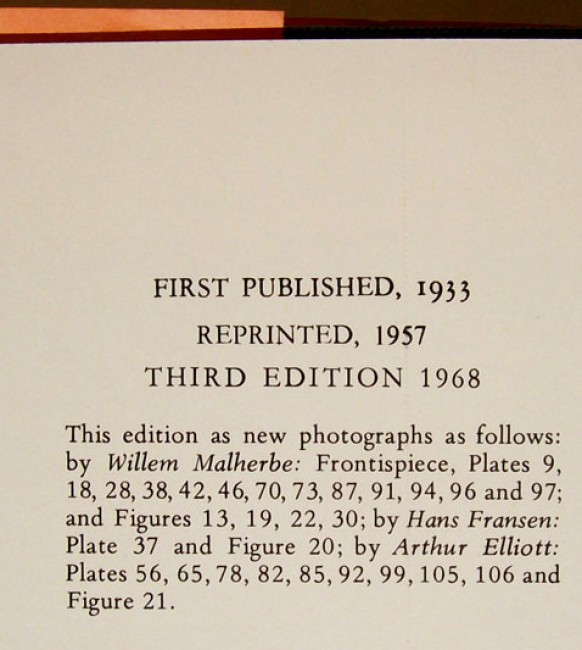 FIRST PUBLISHED, 1933
REPRINTED, 1957
THIRD EDITION 1968
This edition as new photographs as follows:
by Willem Malherbe: Frontispiece, Plates 9,
18, 28, 38, 42, 46, 70, 73, 87, 91, 94, 96 and 97;
and Figures 13, 19, 22, 30; by Hans Fransen:
Plate 37 and Figure 20; by Arthur Elliott:
Plates 56, 65, 78, 82, 85, 92, 99, 105, 106 and
Figure 21.